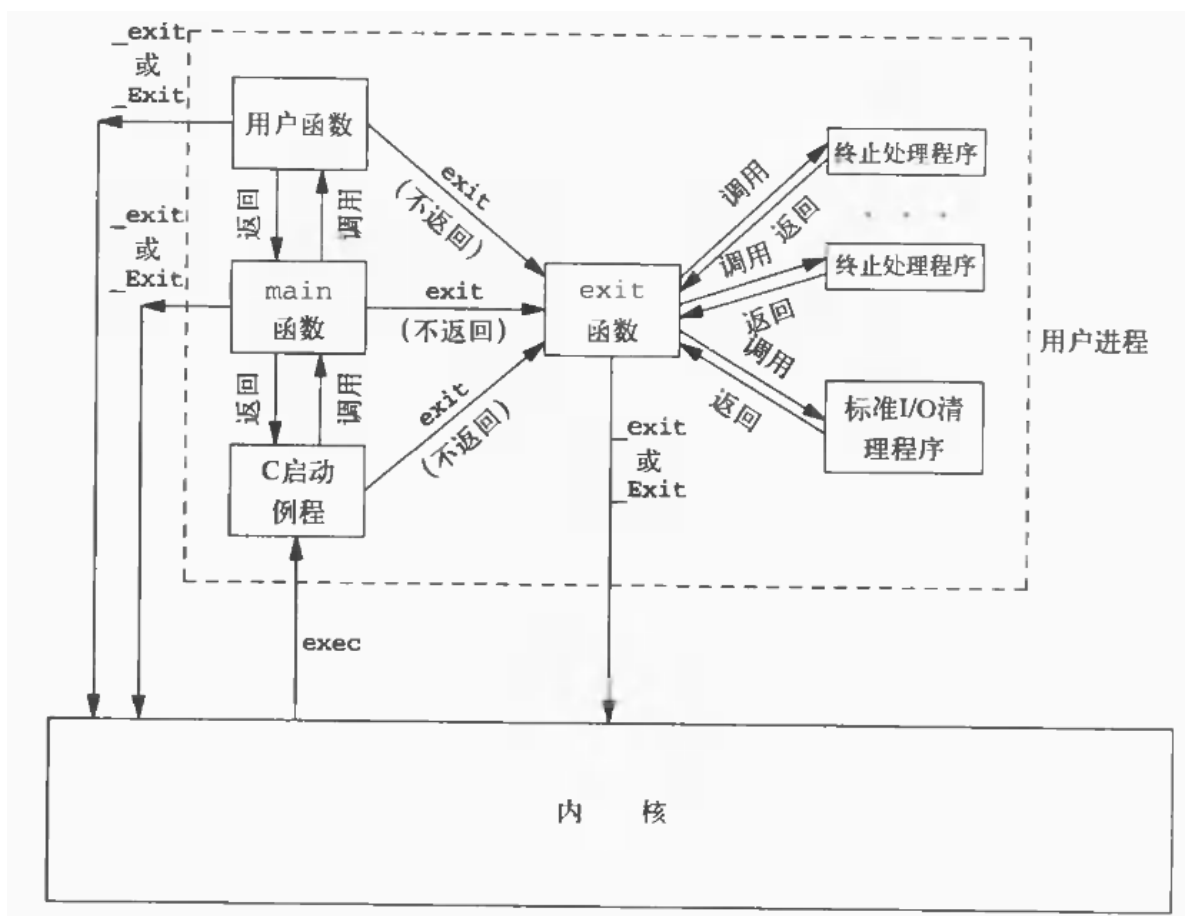 _exit
或
_Exit
用户函数
exit
(不返回)
返回
调用
_exit
或
_Exit
main
函数
exit
(不返回)
exit
函数
调用
返回
终止处理程序
. . .
调用
返回
终止处理程序
调用
返回
标准I/O清
理程序
用户进程
返回
调用
exit
(不返回)
C启动
例程
_exit
或
_Exit
exec
内 核